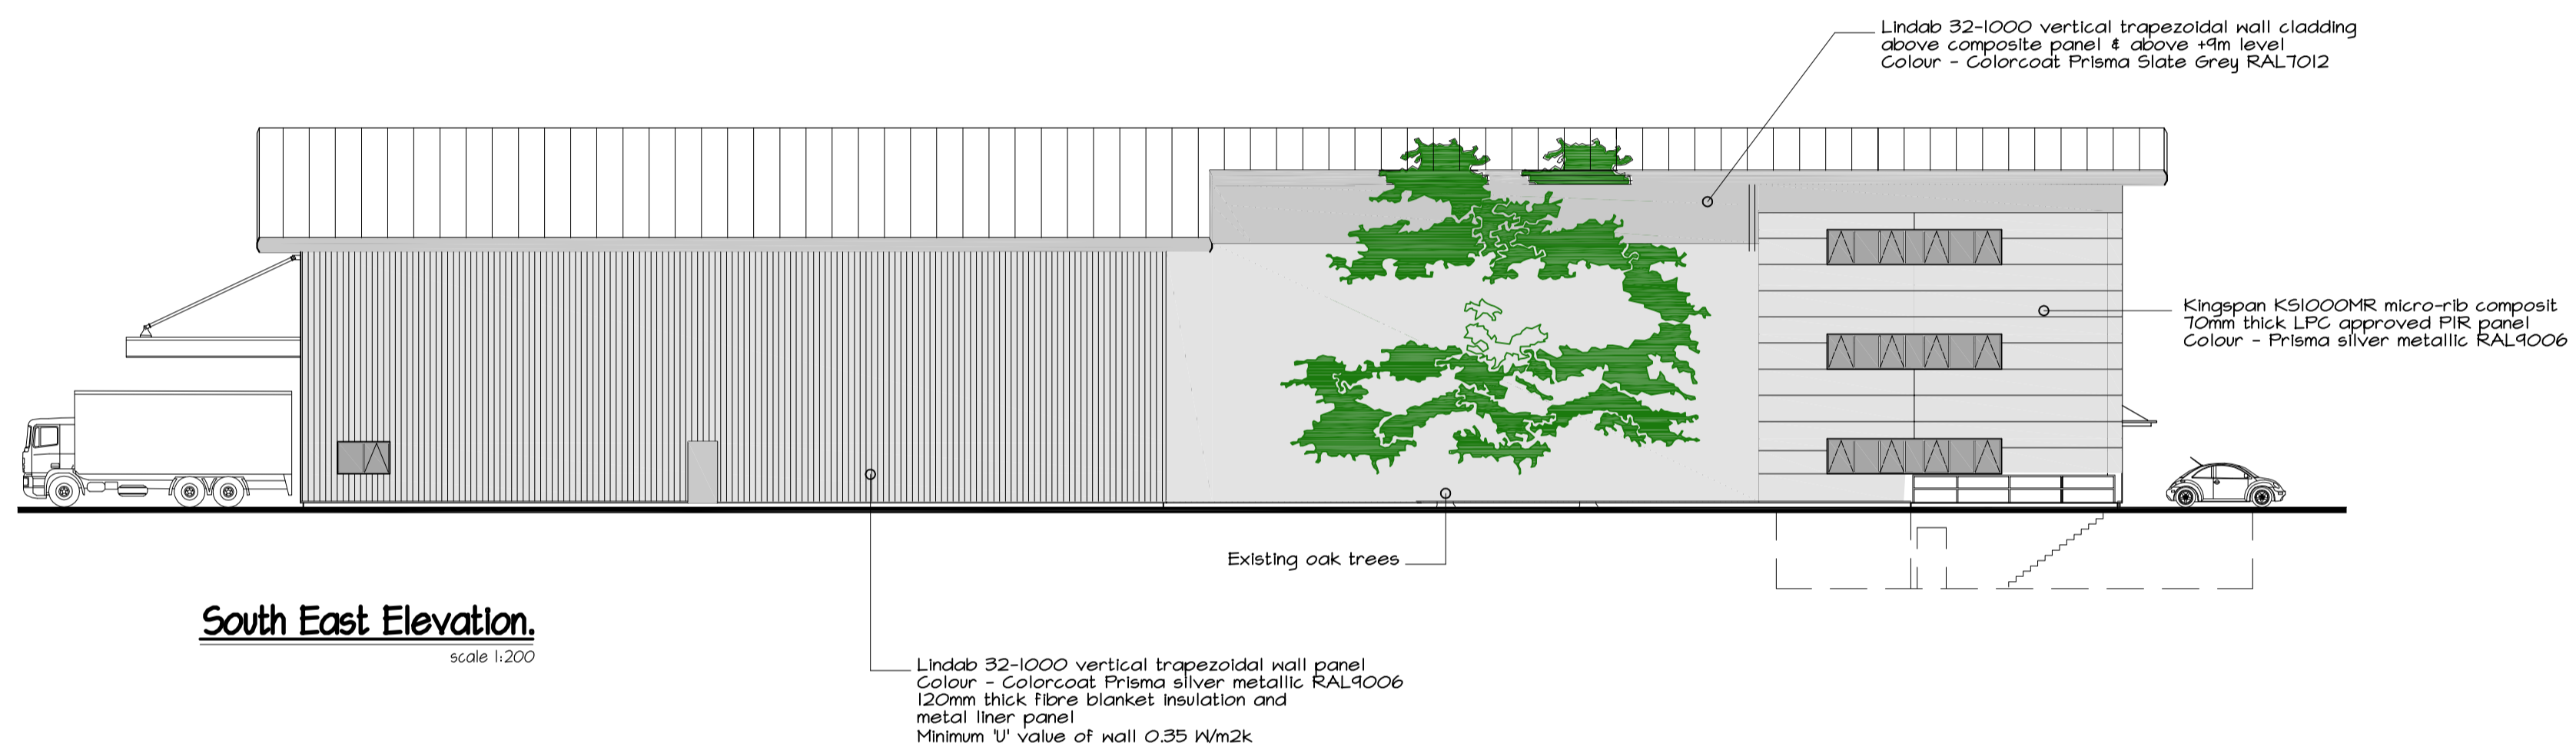 Lindab 32-1000 vertical trapezoidal wall cladding
above composite panel & above +9m level
Colour - Colorcoat Prisma Slate Grey RAL7012
Kingspan KS1000MR micro-rib composit
70mm thick LPC approved PIR panel
Colour - Prisma silver metallic RAL9006
Existing oak trees
South East Elevation.
scale 1:200
Lindab 32-1000 vertical trapezoidal wall panel
Colour - Colorcoat Prisma silver metallic RAL9006
120mm thick fibre blanket insulation and
metal liner panel
Minimum 'U' value of wall 0.35 W/m2k